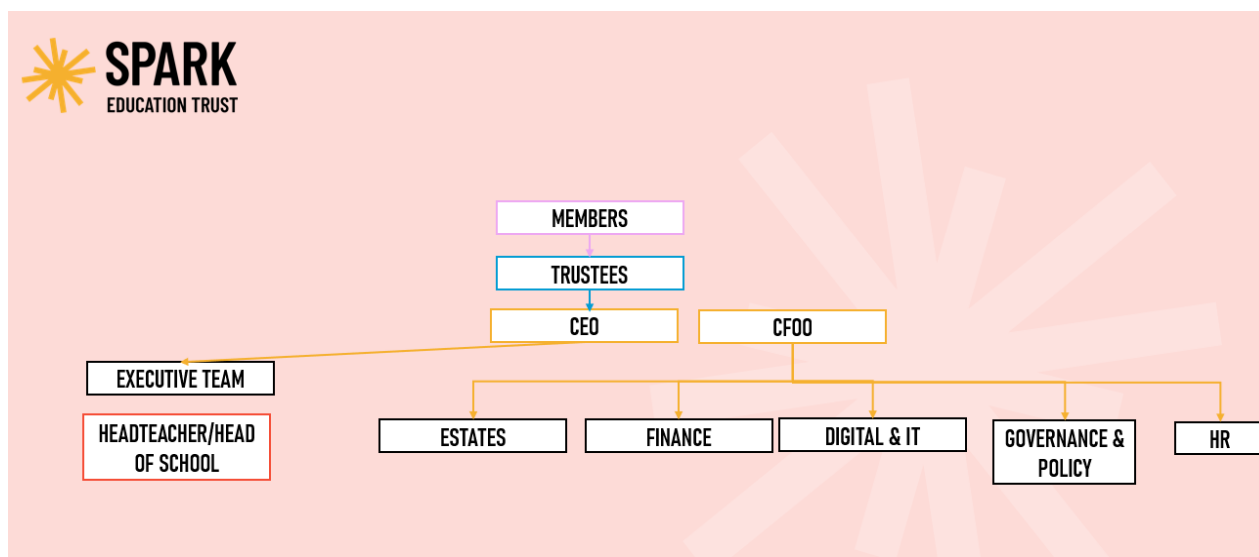 SPARK
EDUCATION TRUST
MEMBERS
TRUSTEES
CEO
CFOO
EXECUTIVE TEAM
HEADTEACHER/HEAD
OF SCHOOL
ESTATES
FINANCE
DIGITAL & IT
GOVERNANCE &
POLICY
HR